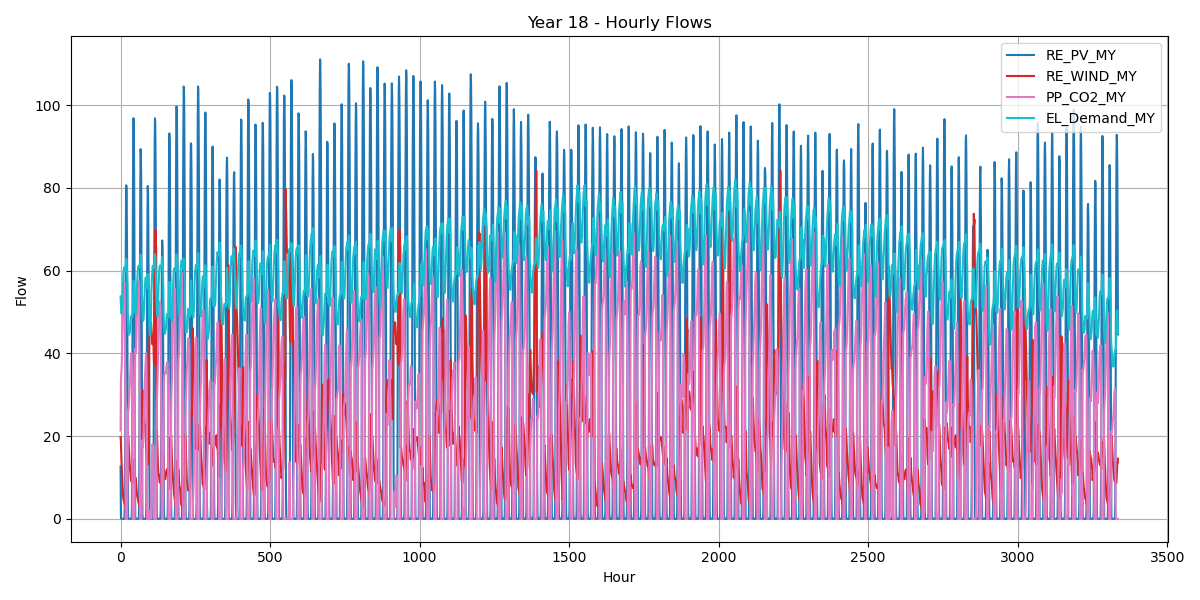 Year 18 - Hourly Flows
RE_PV_MY
RE_WIND_MY
PP_CO2_MY
EL_Demand_MY
Flow
100
80
60
40
20
0
0 500 1000 1500 2000 2500 3000 3500
Hour